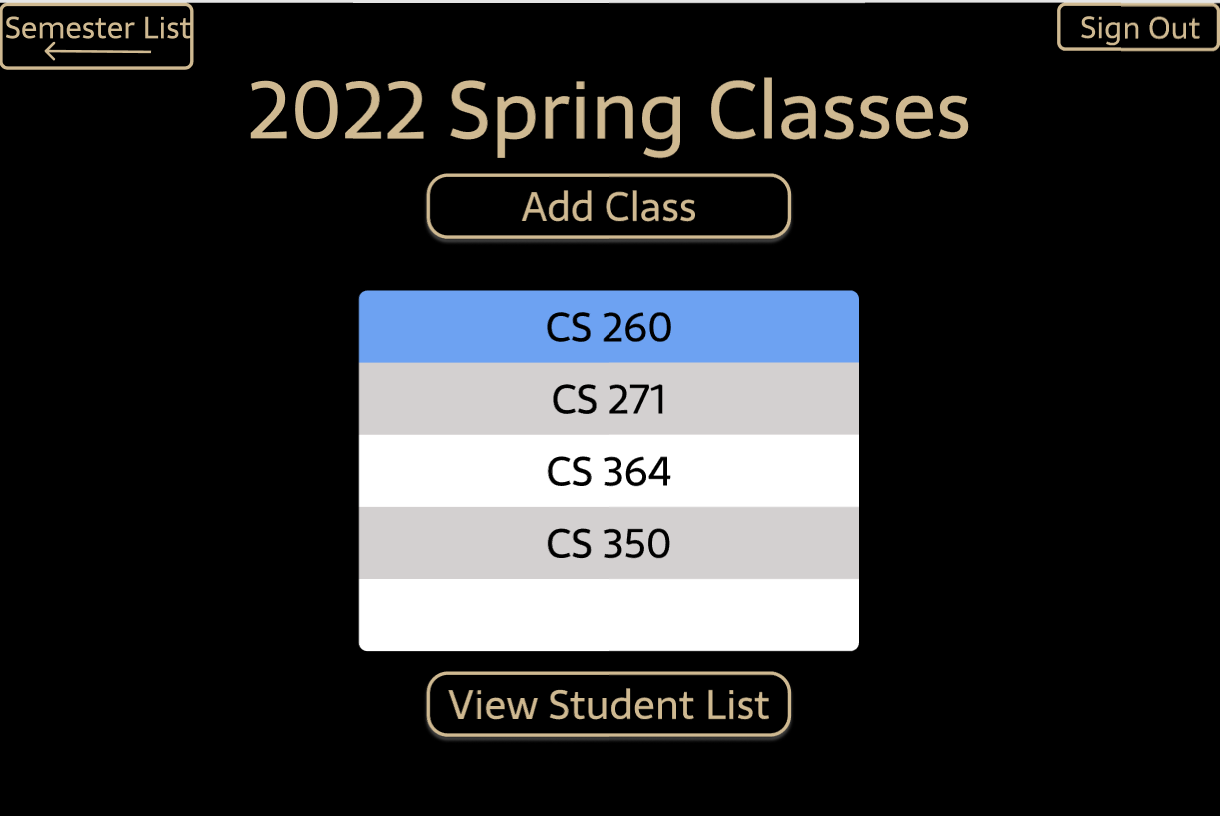 Semester List
Sign Out
2022 Spring Classes
Add Class
CS 260
CS 271
CS 364
CS 350
View Student List